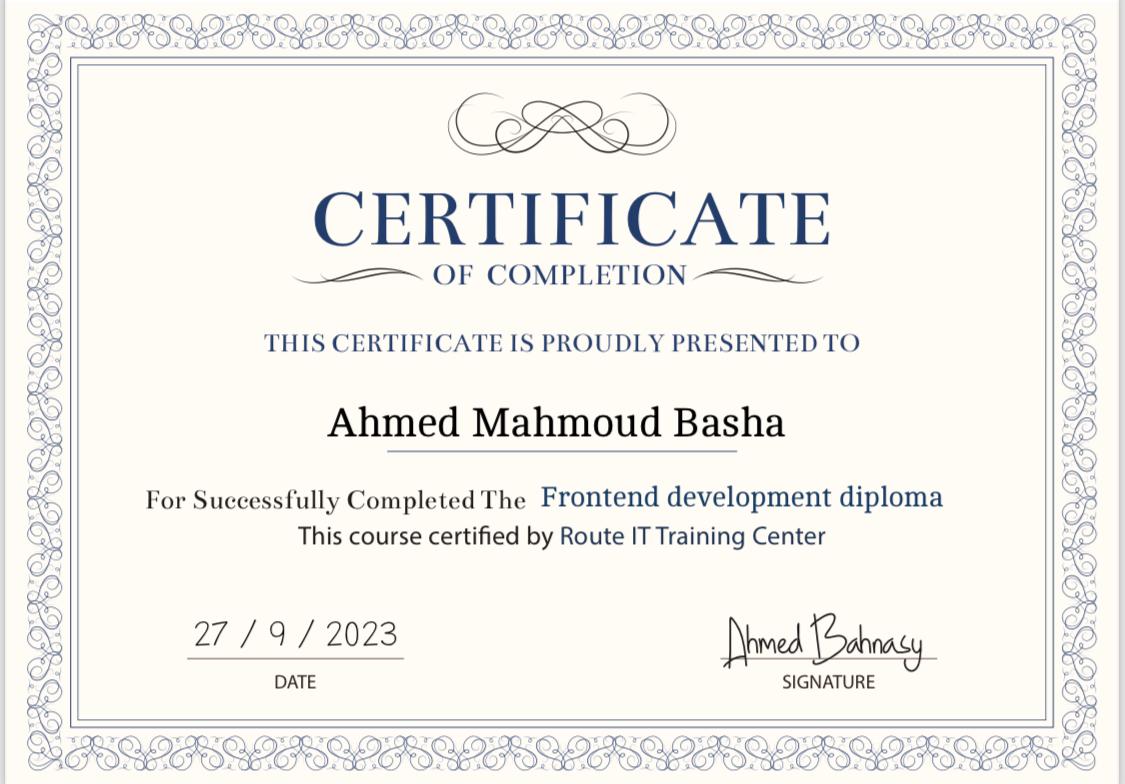 CERTIFICATE
OF COMPLETION
THIS CERTIFICATE IS PROUDLY PRESENTED TO
Ahmed Mahmoud Basha
For Successfully Completed The Frontend development diploma
This course certified by Route IT Training Center
27 / 9 / 2023
Ahmed Bahnasy
DATE
SIGNATURE